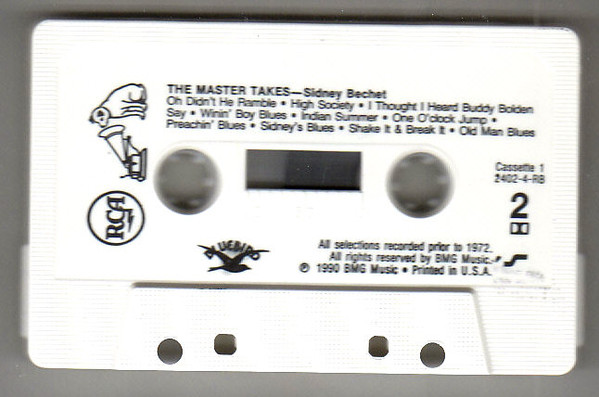 THE MASTER TAKES—Sidney Bechet
Oh Didn't He Ramble • High Society • I Thought I Heard Buddy Bolden
Say • Winin' Boy Blues • Indian Summer • One O'clock Jump •
Preachin' Blues • Sidney's Blues • Shake It & Break It • Old Man Blues
Cassette 1
2402-4-RB
2
RCA
BLUEBIRD
All selections recorded prior to 1972.
All rights reserved by BMG Music.
℗ 1990 BMG Music • Printed in U.S.A.